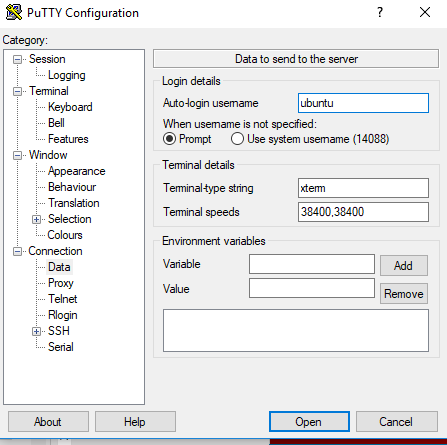 PuTTY Configuration
?
Category:
Session
Logging
Terminal
Keyboard
Bell
Features
Window
Appearance
Behaviour
Translation
Selection
Colours
Connection
Data
Proxy
Telnet
Rlogin
SSH
Serial
Data to send to the server
Login details
Auto-login username
ubuntu
When username is not specified:
Prompt
Use system username (14088)
Terminal details
Terminal-type string
xterm
Terminal speeds
38400,38400
Environment variables
Variable
Add
Value
Remove
About
Help
Open
Cancel